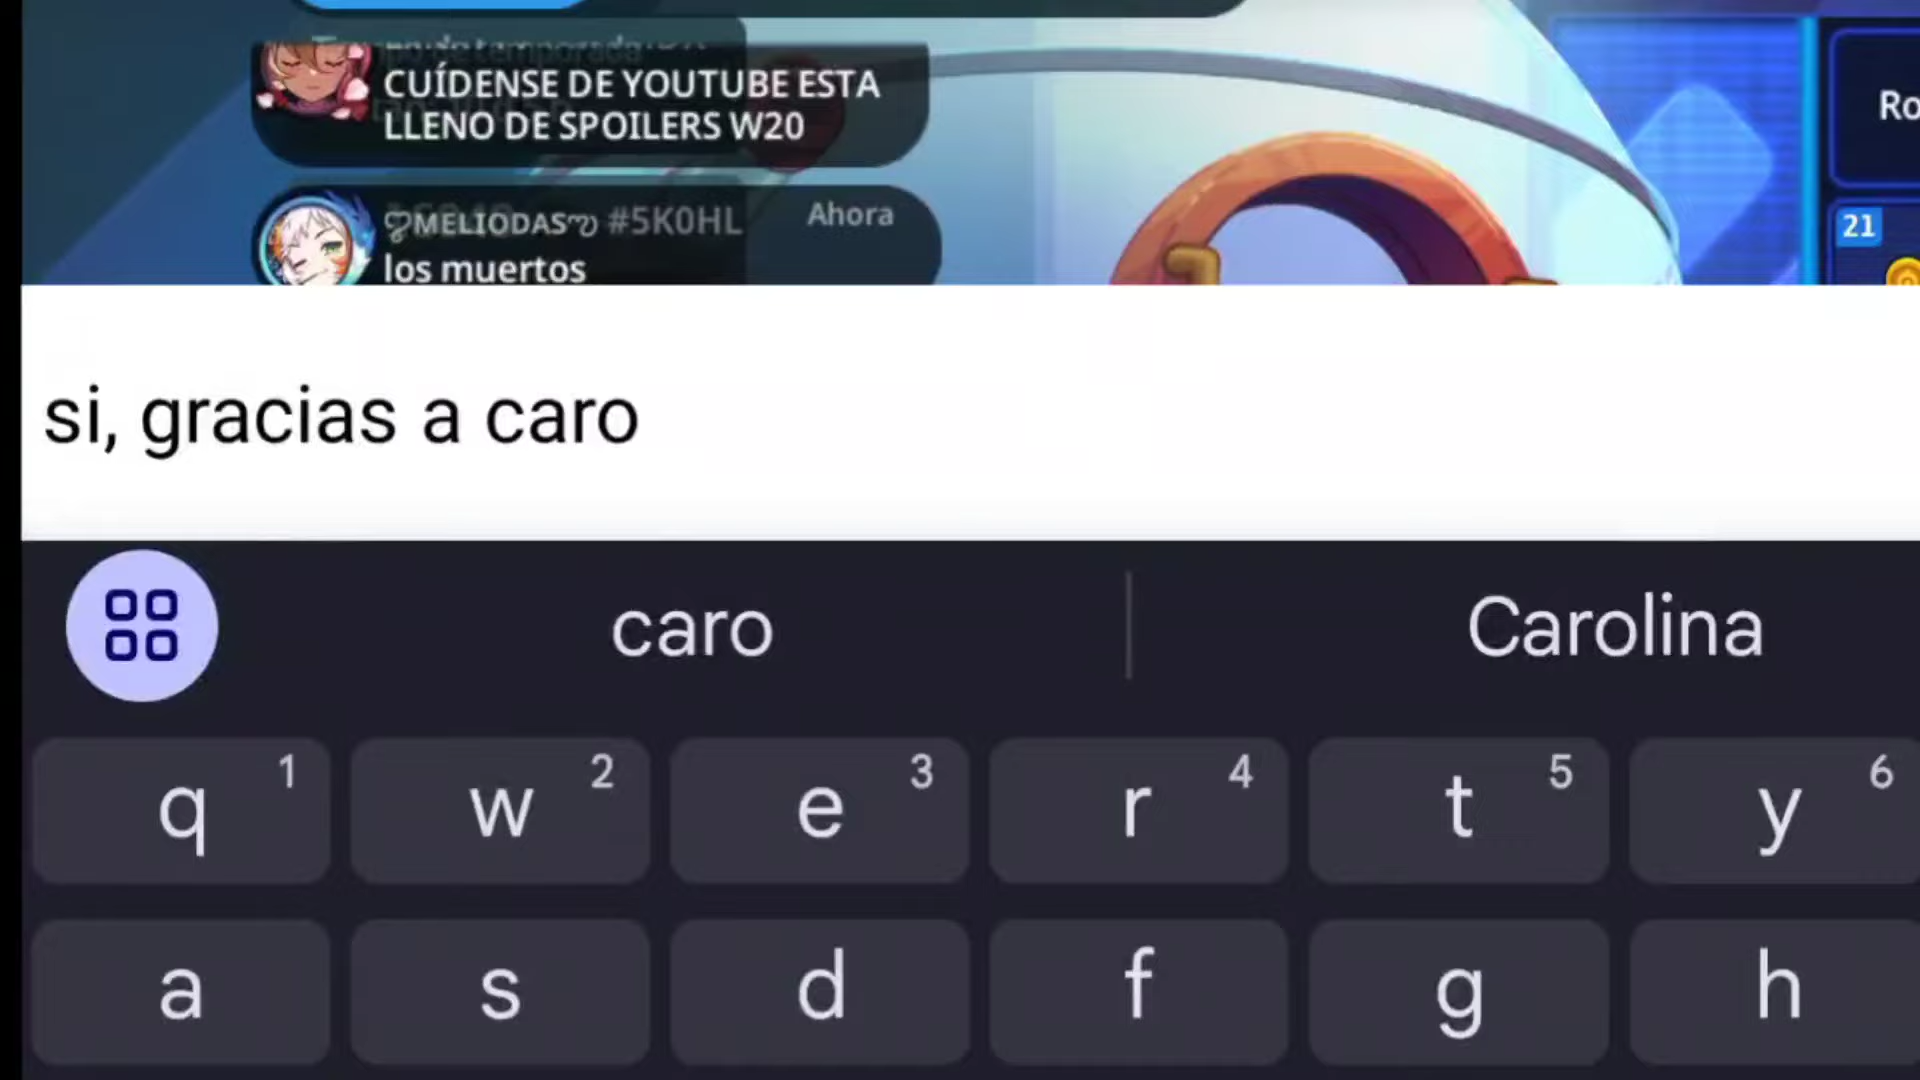 CUÍDENSE DE YOUTUBE ESTA
LLENO DE SPOILERS W20
ღMELIODASღ #5K0HL Ahora
los muertos
Ro
21
si, gracias a caro
caro Carolina
q 1 w 2 e 3 r 4 t 5 y 6
a s d f g h